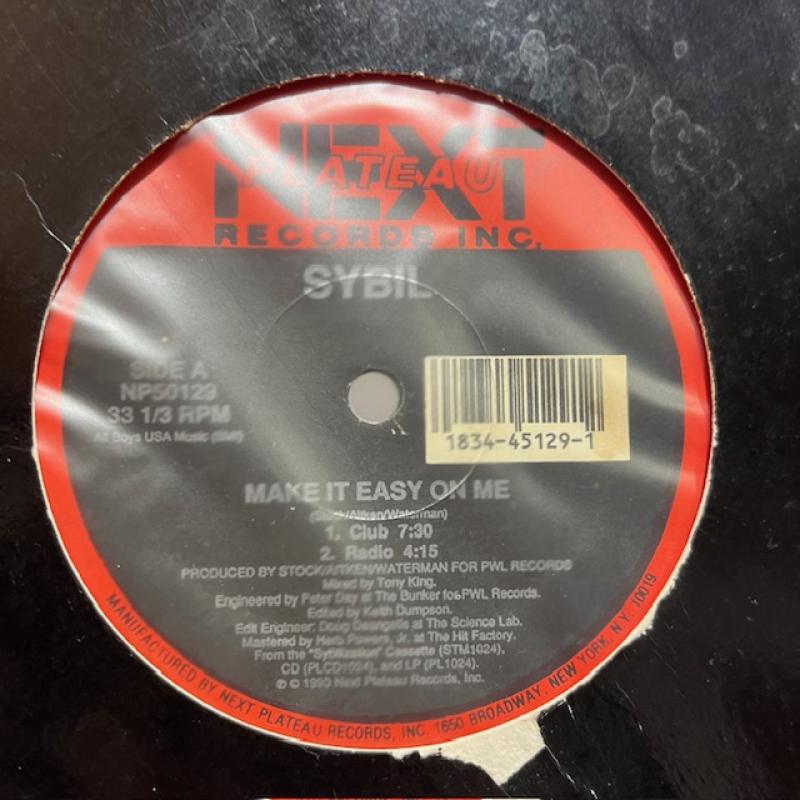 NEXT
PLATEAU
RECORDS INC.
SYBIL
SIDE A
NP50129
33 1/3 RPM
All Boys USA Music (BMI)
1834-45129-1
MAKE IT EASY ON ME
(Stock/Aitken/Waterman)
1. Club 7:30
2. Radio 4:15
PRODUCED BY STOCK/AITKEN/WATERMAN FOR PWL RECORDS
Mixed by Tony King.
Engineered by Peter Day at The Bunker for PWL Records.
Edited by Keith Dumpson.
Edit Engineer: Doug Deangelis at The Science Lab.
Mastered by Herb Powers, Jr. at The Hit Factory.
From the "Sybilization" Cassette (STM1024),
CD (PLCD1024), and LP (PL1024).
℗ © 1990 Next Plateau Records, Inc.
MANUFACTURED BY NEXT PLATEAU RECORDS, INC. 1650 BROADWAY, NEW YORK, N.Y. 10019